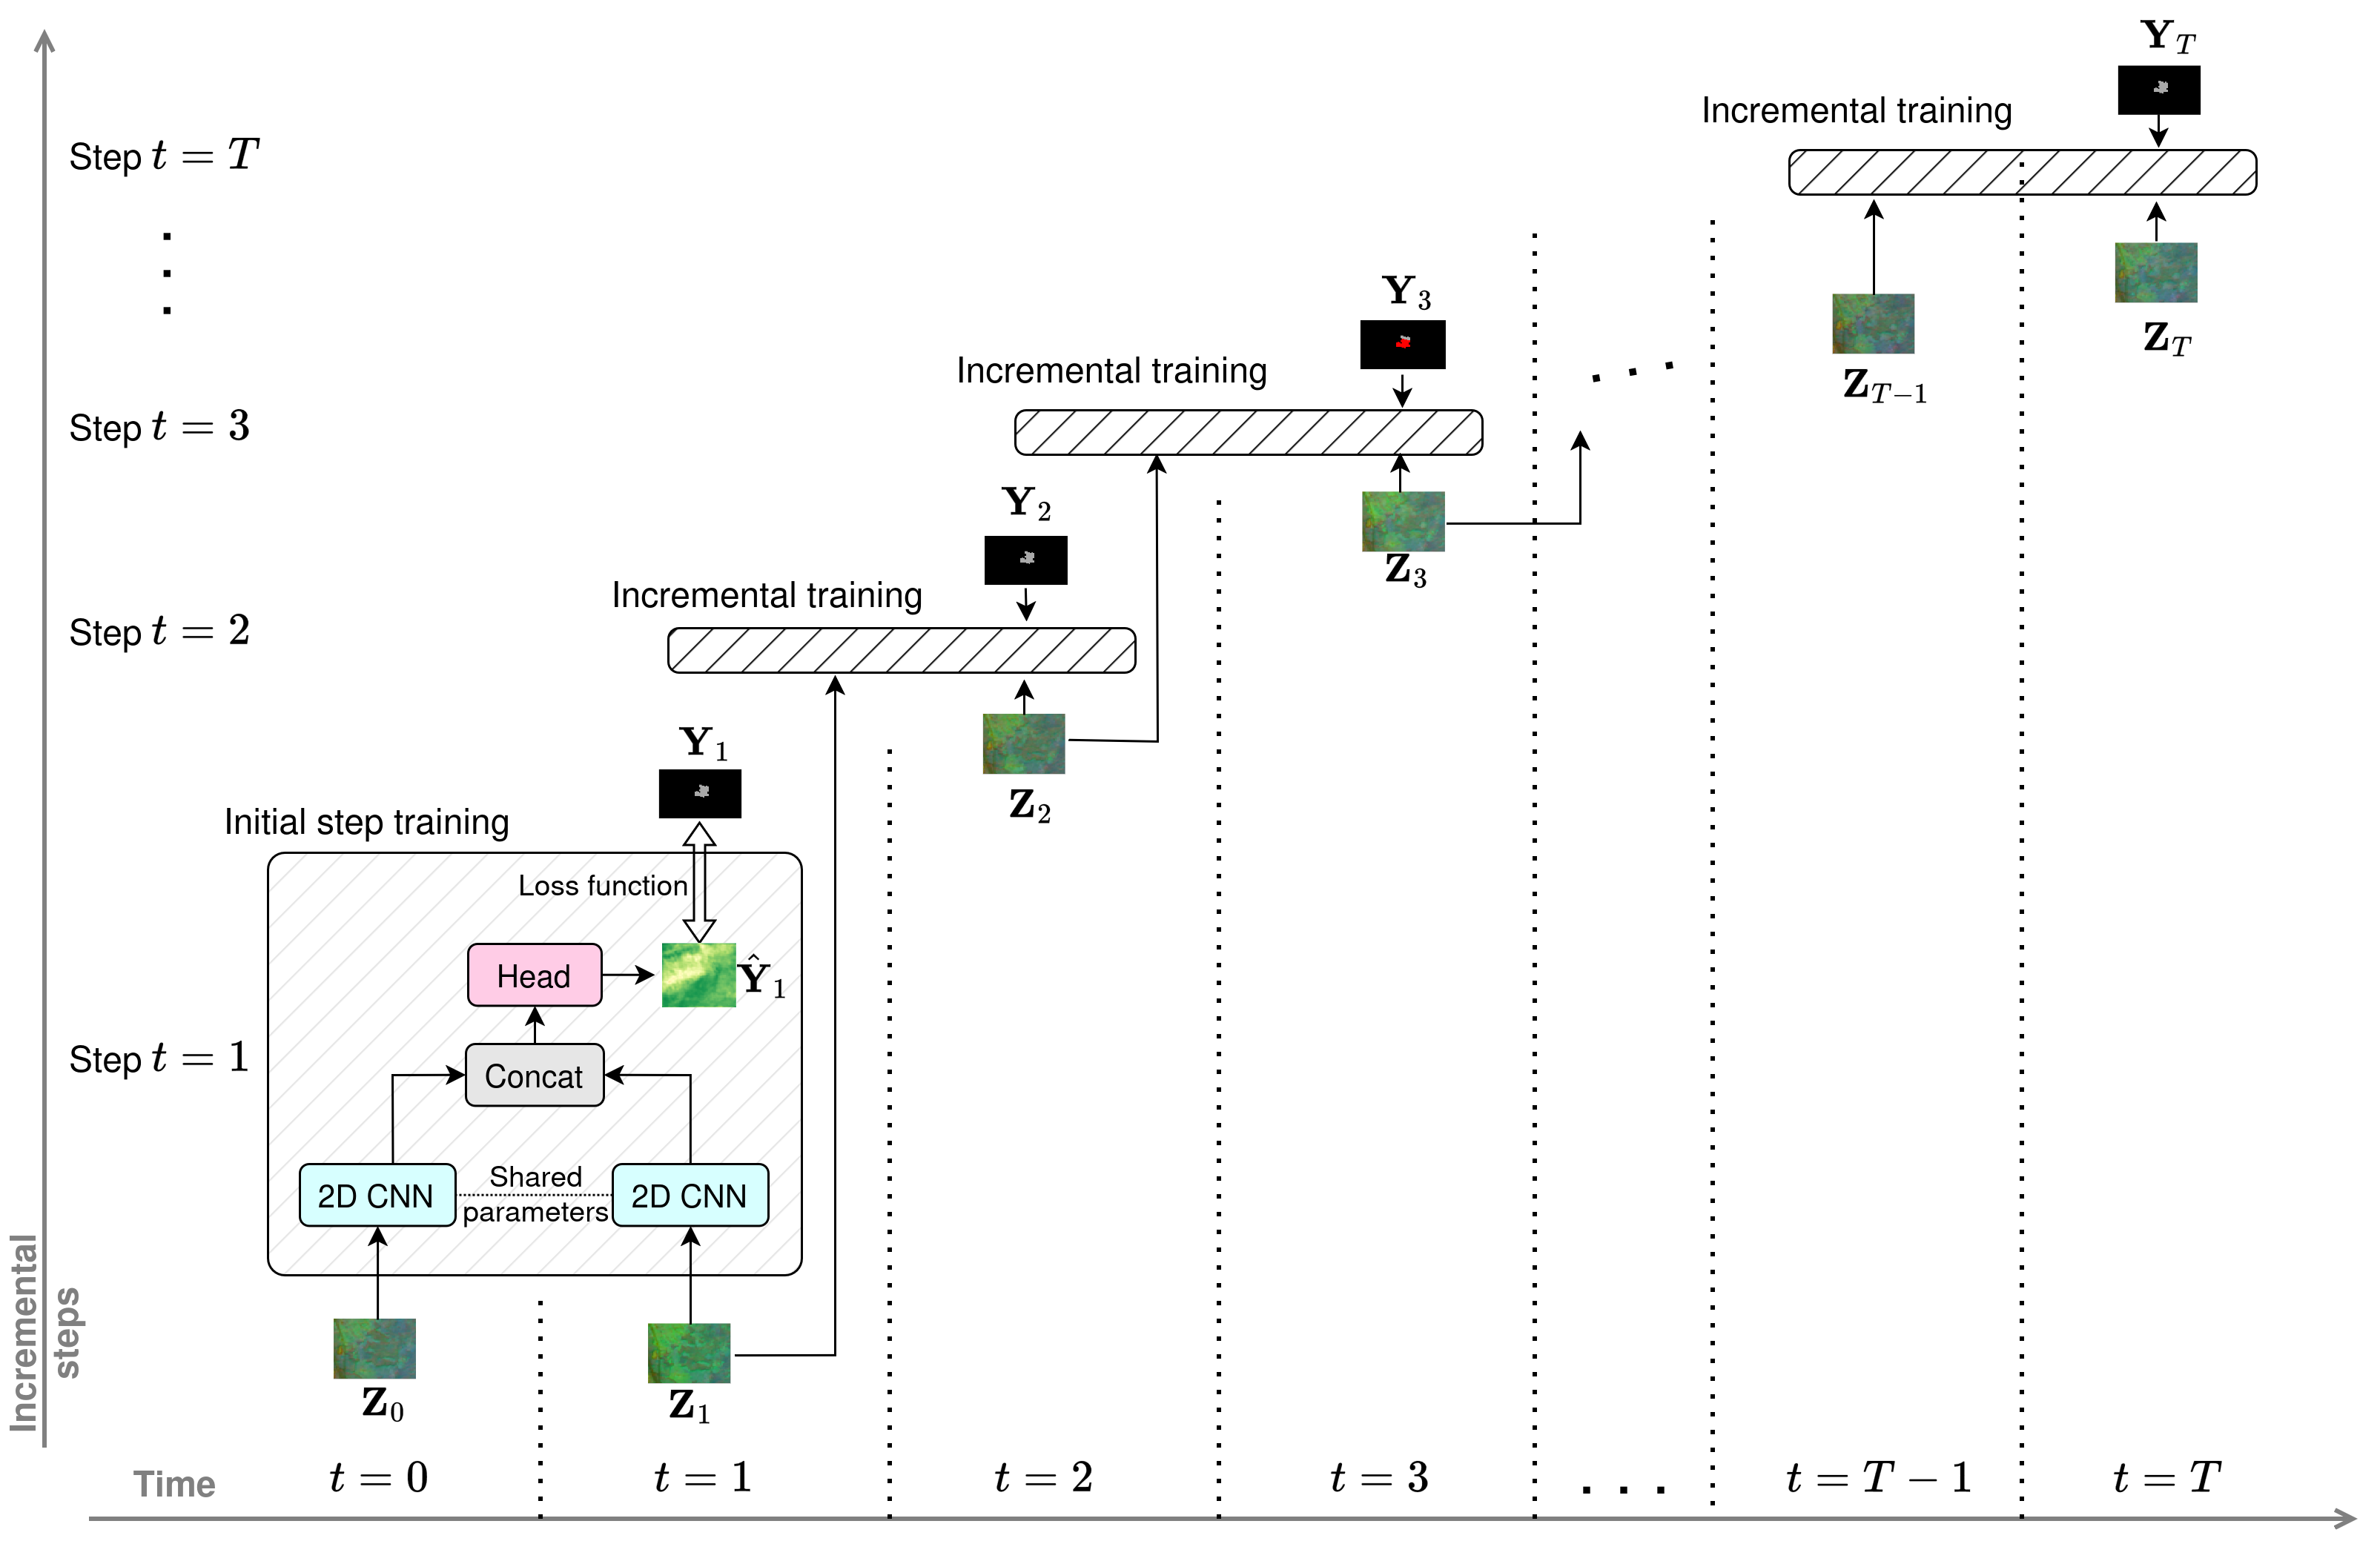 Y_T
Incremental training
Step t = T
Z_T
Z_{T−1}
Y_3
Incremental training
Step t = 3
Z_3
Y_2
Incremental training
Step t = 2
Z_2
Y_1
Initial step training
Loss function
Head
Ŷ_1
Step t = 1
Concat
2D CNN
Shared
parameters
2D CNN
Z_0
Z_1
Incremental
steps
Time
t = 0
t = 1
t = 2
t = 3
. . .
t = T − 1
t = T